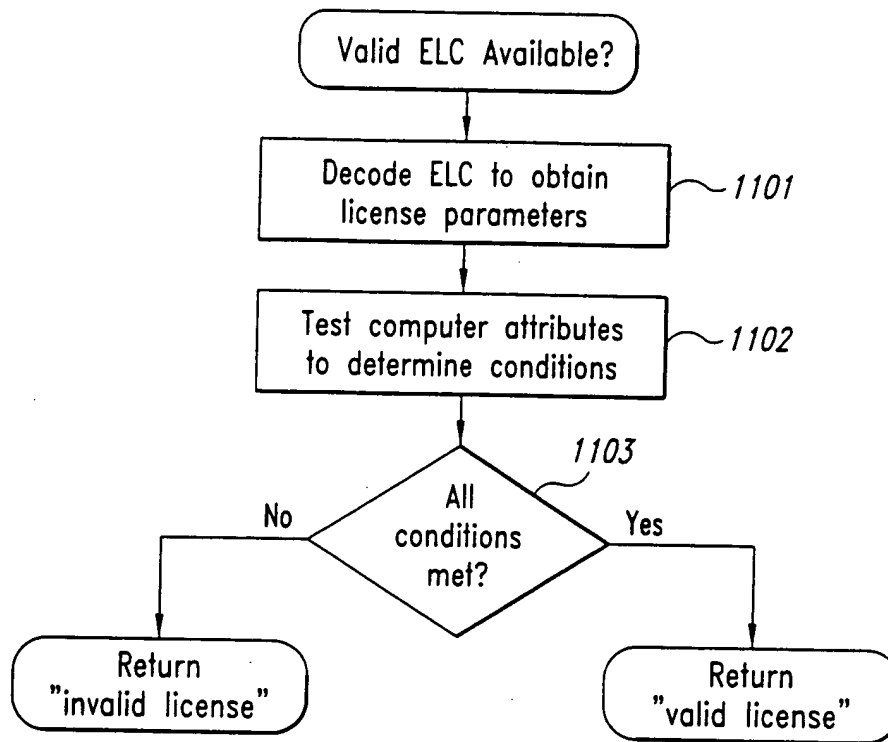 Valid ELC Available?
Decode ELC to obtain
license parameters
1101
Test computer attributes
to determine conditions
1102
1103
All
conditions
met?
No
Yes
Return
"invalid license"
Return
"valid license"